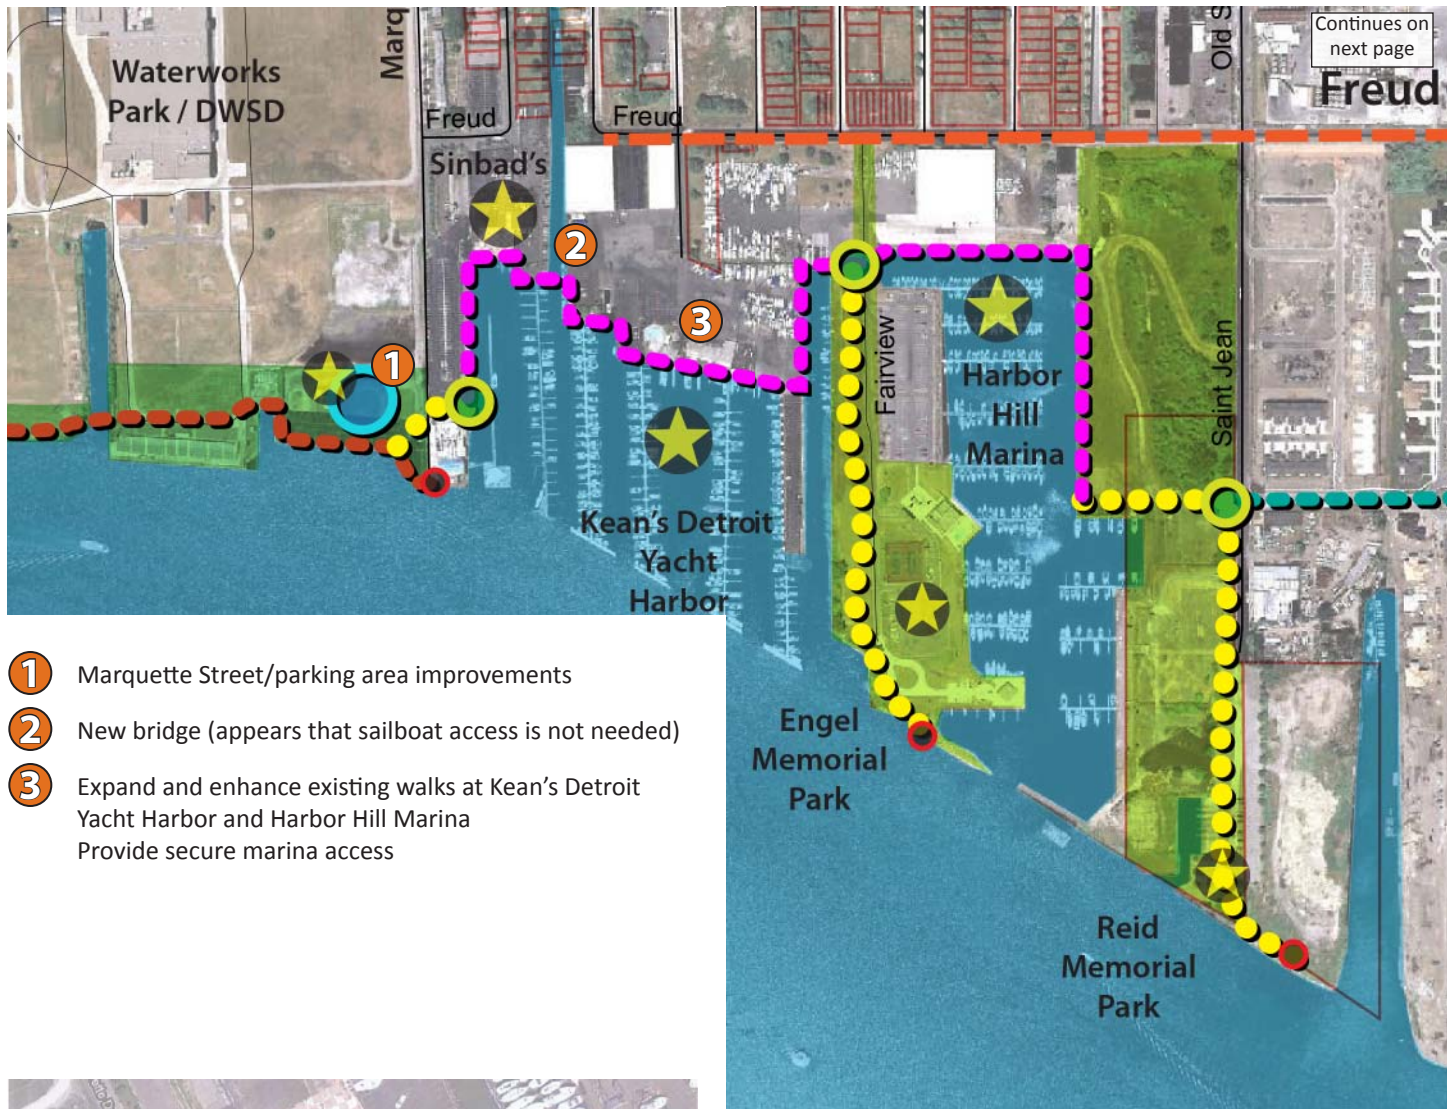 Continues on
next page
Waterworks
Park / DWSD
Marq
Freud
Freud
Old S
Freud
Sinbad's
2
3
1
Fairview
Harbor
Hill
Marina
Saint Jean
Kean's Detroit
Yacht
Harbor
1 Marquette Street/parking area improvements
2 New bridge (appears that sailboat access is not needed)
3 Expand and enhance existing walks at Kean's Detroit
Yacht Harbor and Harbor Hill Marina
Provide secure marina access
Engel
Memorial
Park
Reid
Memorial
Park